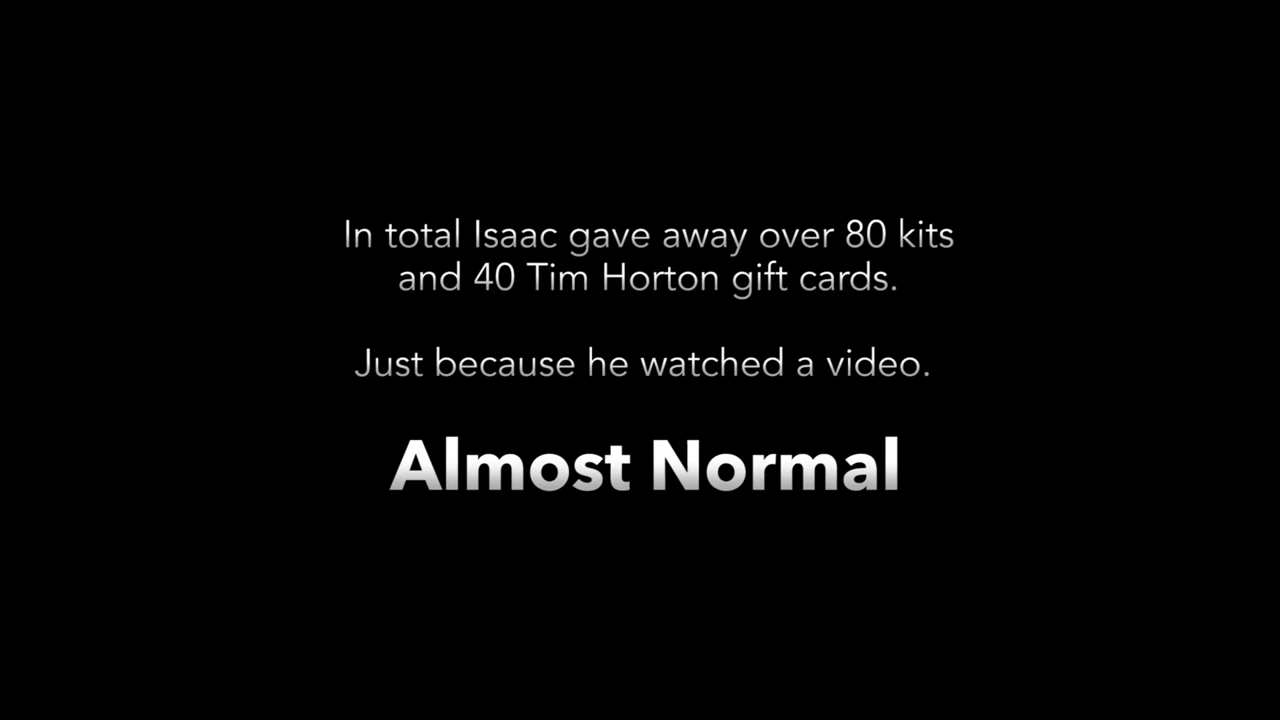 In total Isaac gave away over 80 kits
and 40 Tim Horton gift cards.
Just because he watched a video.
Almost Normal